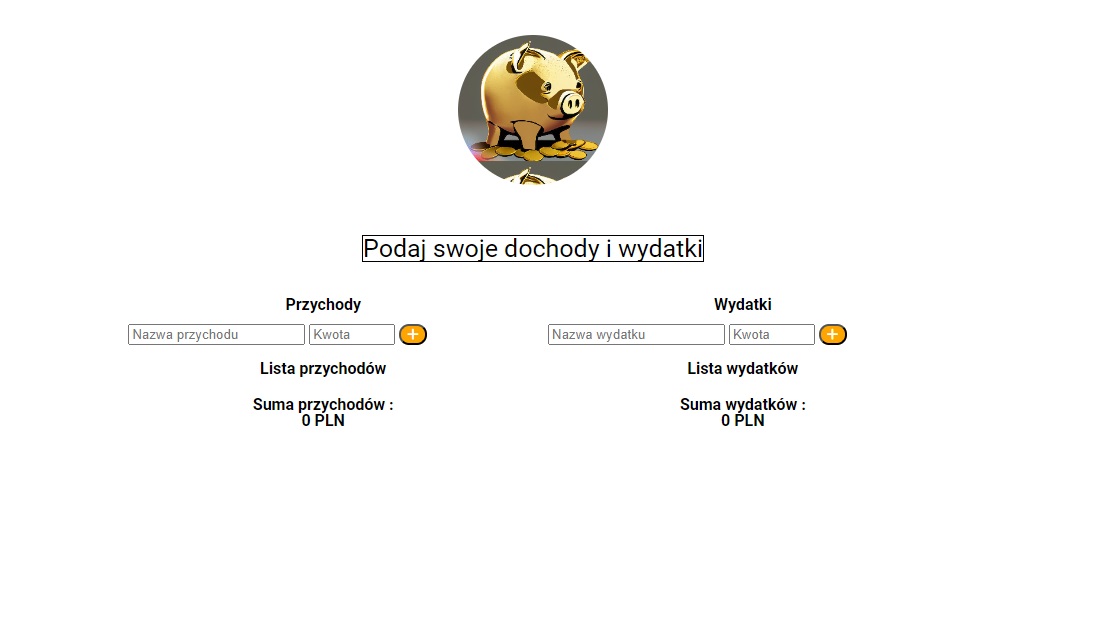 Podaj swoje dochody i wydatki
Przychody
Nazwa przychodu
Kwota
+
Lista przychodów
Suma przychodów :
0 PLN
Wydatki
Nazwa wydatku
Kwota
+
Lista wydatków
Suma wydatków :
0 PLN